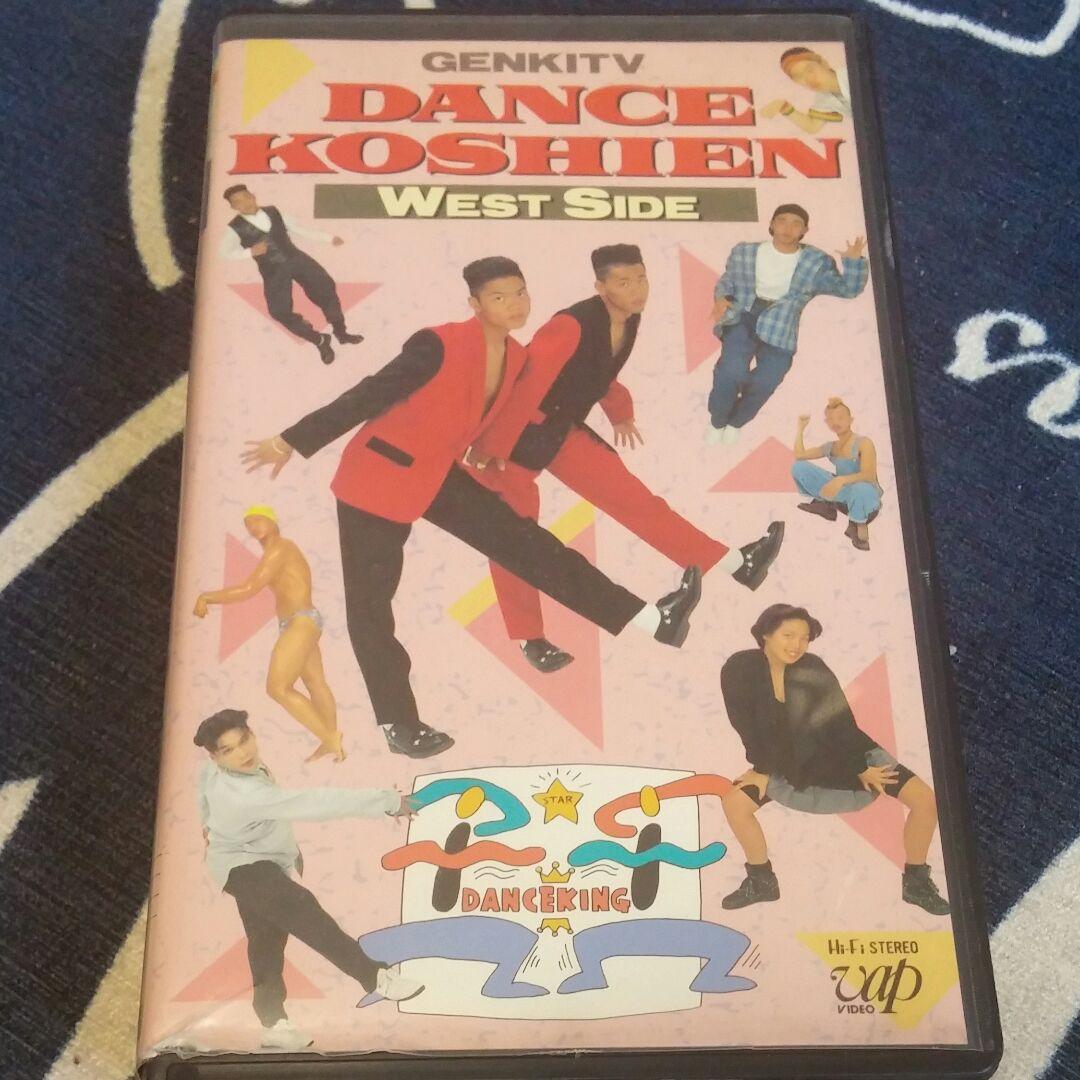 GENKITV
DANCE
KOSHIEN
WEST SIDE
STAR
DANCEKING
Hi-Fi STEREO
vap
VIDEO